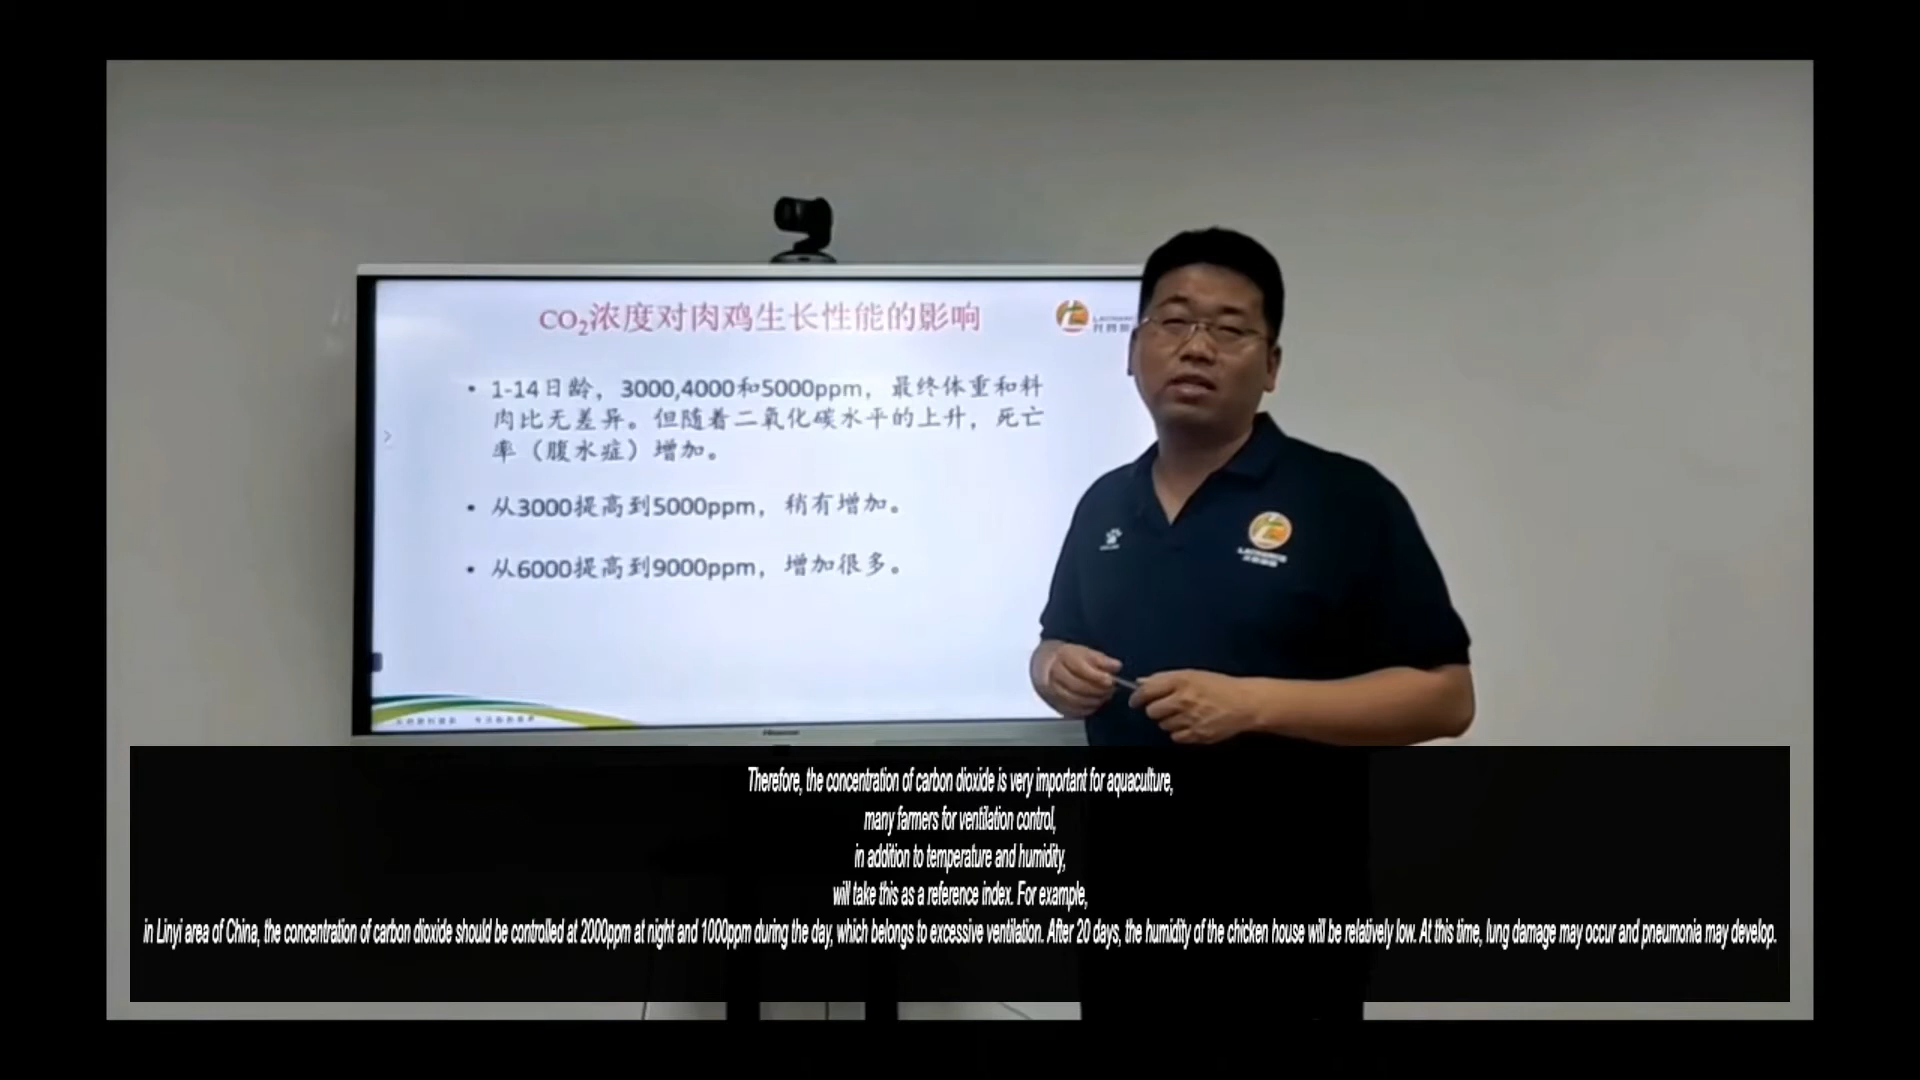 CO₂浓度对肉鸡生长性能的影响
• 1-14日龄，3000,4000和5000ppm，最终体重和料
肉比无差异。但随着二氧化碳水平的上升，死亡
率（腹水症）增加。
• 从3000提高到5000ppm，稍有增加。
• 从6000提高到9000ppm，增加很多。
Hisense
Therefore, the concentration of carbon dioxide is very important for aquaculture,
many farmers for ventilation control,
in addition to temperature and humidity,
will take this as a reference index. For example,
in Linyi area of China, the concentration of carbon dioxide should be controlled at 2000ppm at night and 1000ppm during the day, which belongs to excessive ventilation. After 20 days, the humidity of the chicken house will be relatively low. At this time, lung damage may occur and pneumonia may develop.